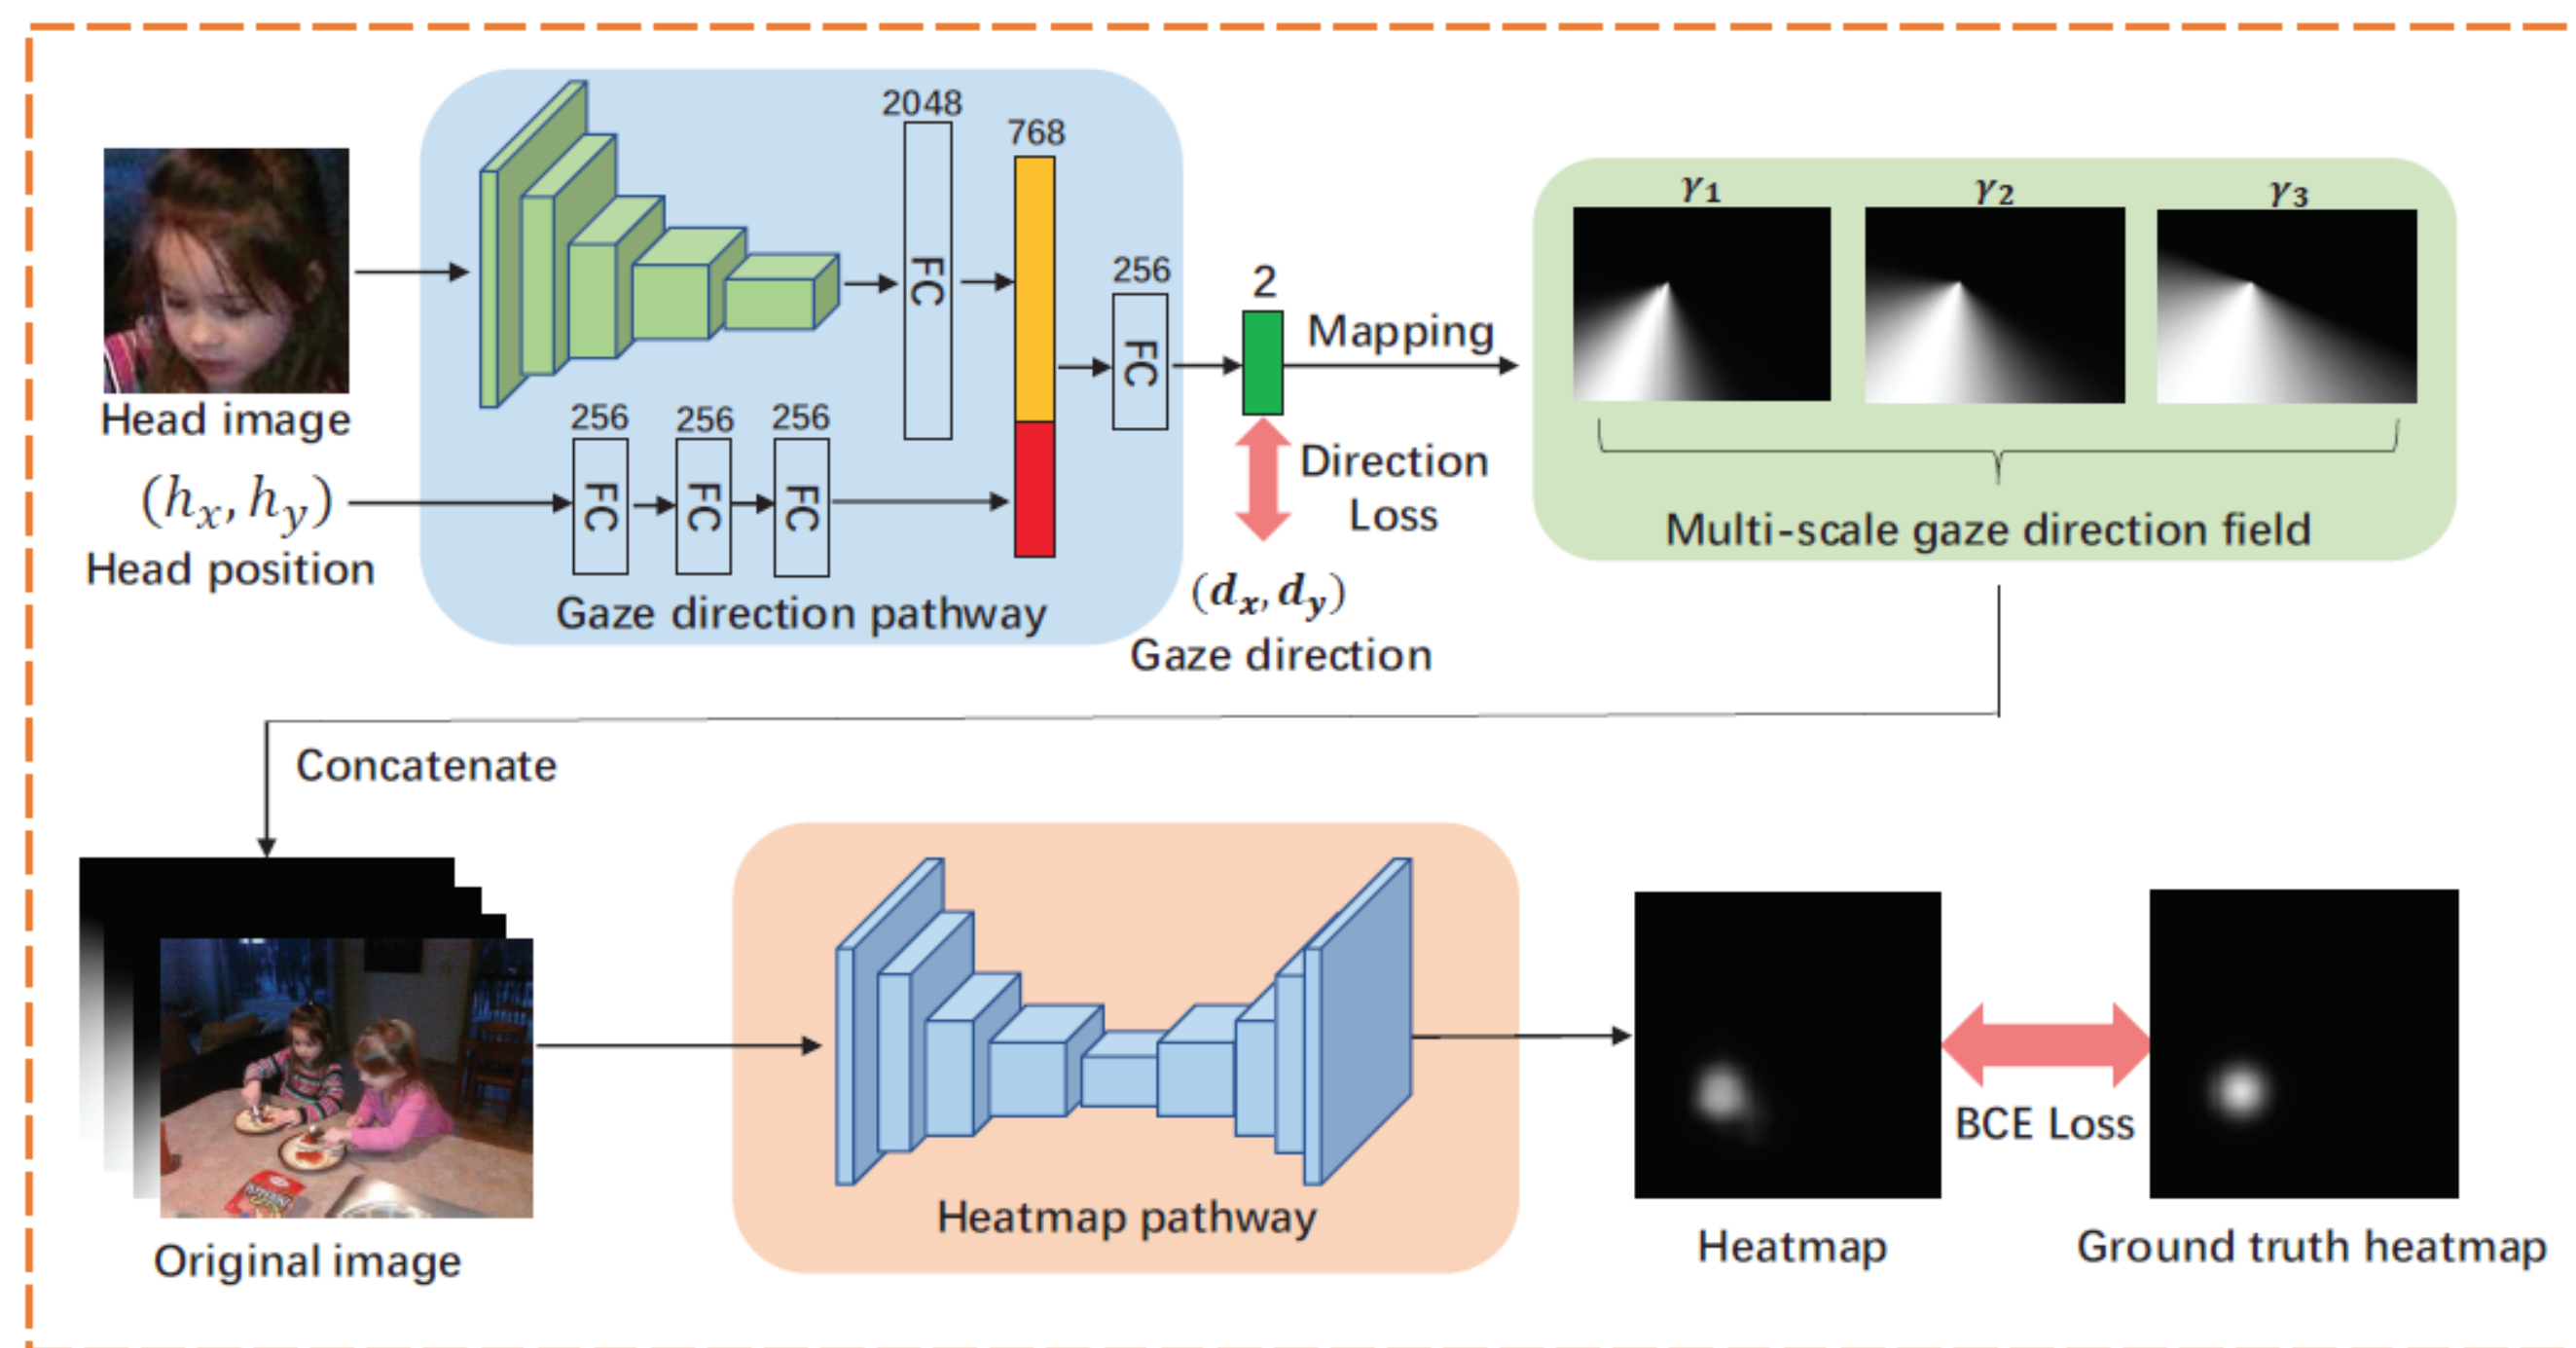 2048
768
γ1
γ2
γ3
FC
256
FC
2
Mapping
Head image
256
256
256
FC
FC
FC
Direction
Loss
(hx, hy)
Head position
Gaze direction pathway
(dx, dy)
Gaze direction
Multi-scale gaze direction field
Concatenate
Original image
Heatmap pathway
BCE Loss
Heatmap
Ground truth heatmap